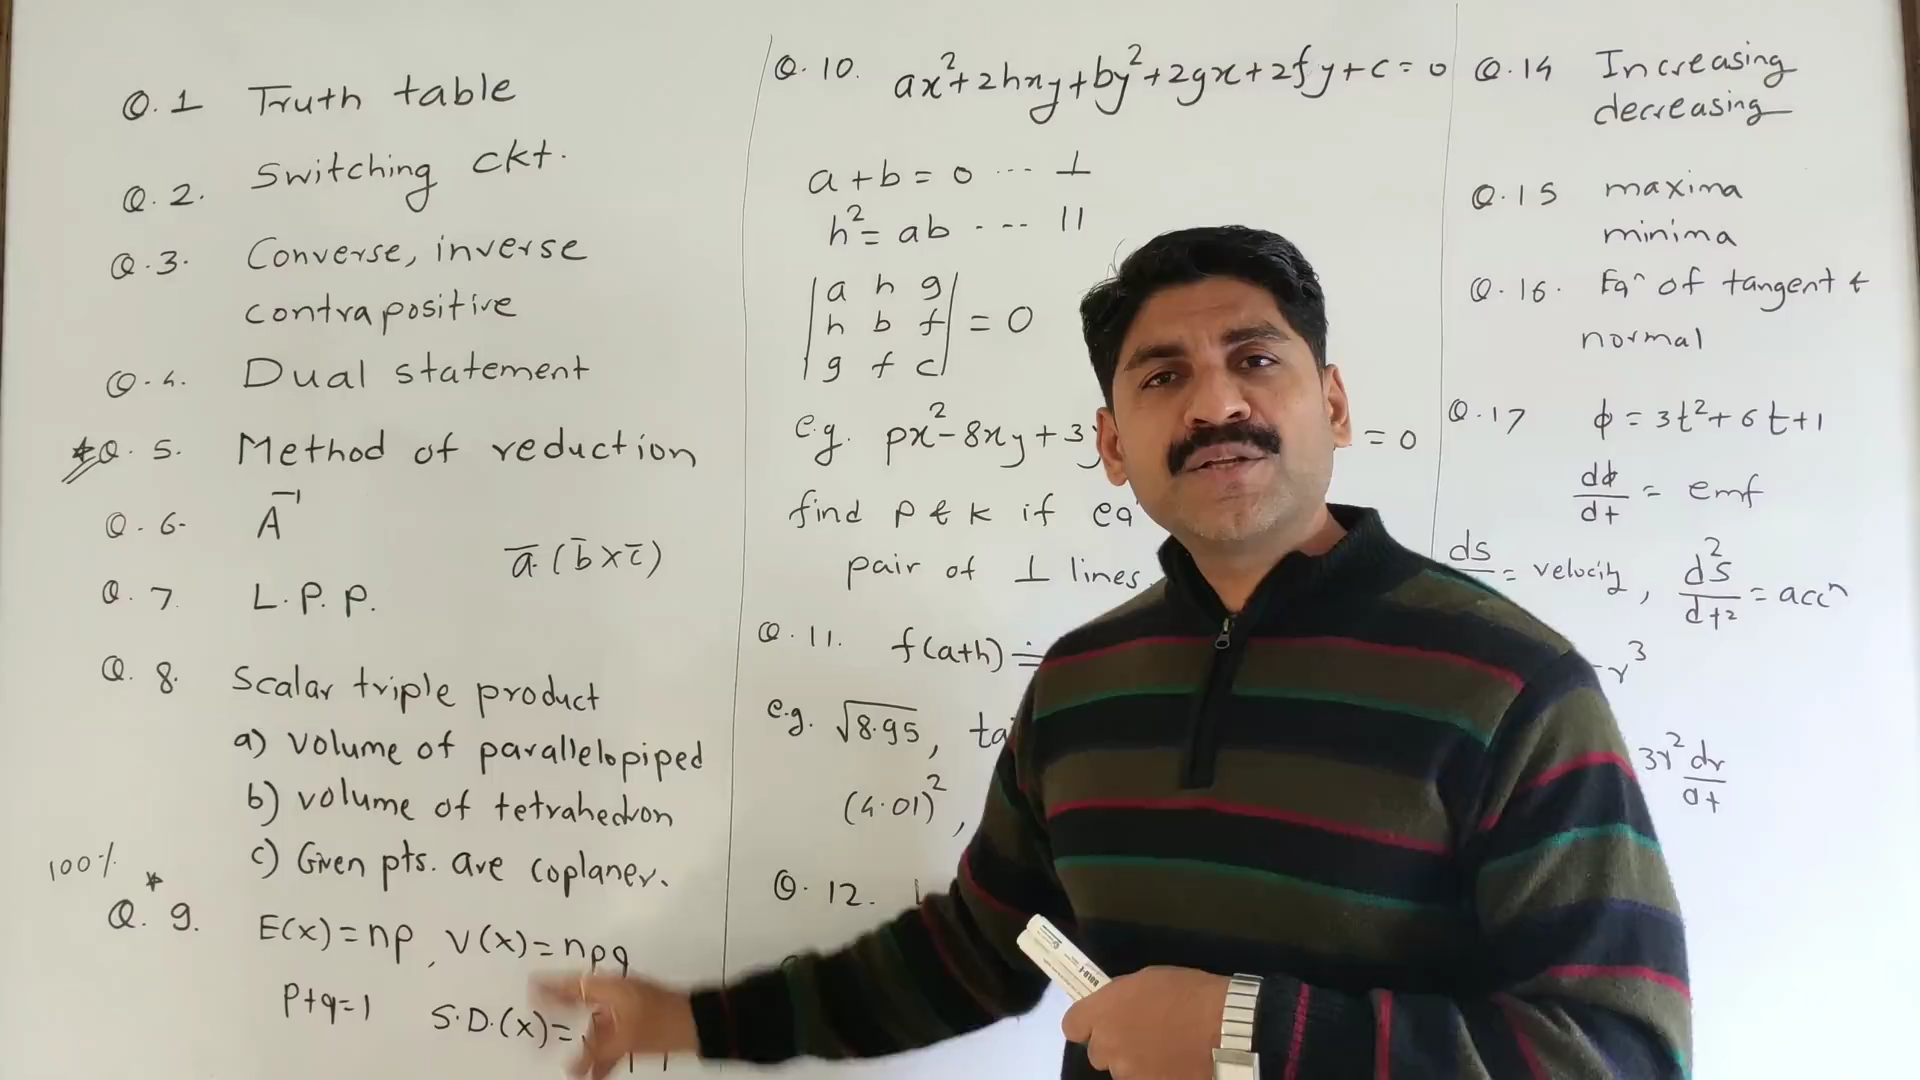 Q. 1 Truth table
Q. 2. Switching ckt.
Q. 3. Converse, inverse
contrapositive
Q. 4. Dual statement
*Q. 5. Method of reduction
Q. 6. A⁻¹
a̅.(b̅×c̅)
Q. 7. L.P.P.
Q. 8. Scalar triple product
a) volume of parallelopiped
b) volume of tetrahedron
c) Given pts. are coplaner.
100%
*
Q. 9. E(x)=np, V(x)=npq
p+q=1 S.D.(x)=
Q. 10. ax²+2hxy+by²+2gx+2fy+c=0
a+b=0 ... ⊥
h²=ab ... ||
|a h g|
|h b f| = 0
|g f c|
e.g. px²-8xy+3 = 0
find p & k if eqⁿ
pair of ⊥ lines.
Q. 11. f(a+h) ≑
e.g. √8.95,
(4.01)²,
Q. 12.
Q. 14 Increasing
decreasing
Q. 15 maxima
minima
Q. 16. Eqⁿ of tangent &
normal
Q. 17 ϕ = 3t²+6t+1
dϕ/dt = emf
ds = velocity, d²s/dt² = accⁿ
r³
3r² dr/dt